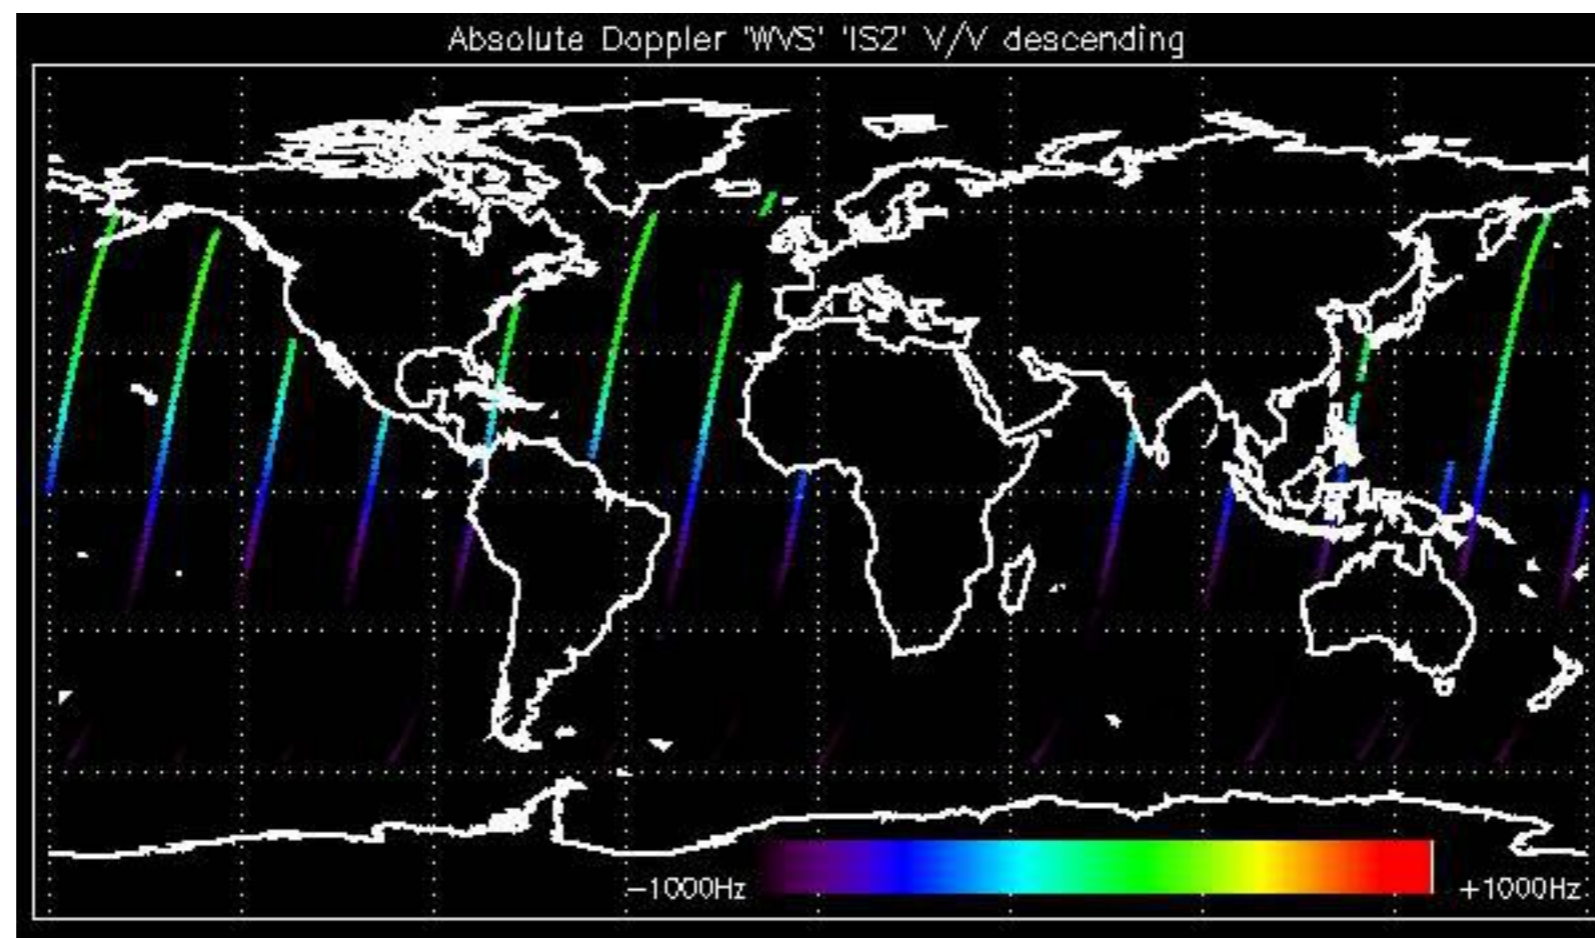 Absolute Doppler 'WVS' 'IS2' V/V descending
−1000Hz
+1000Hz